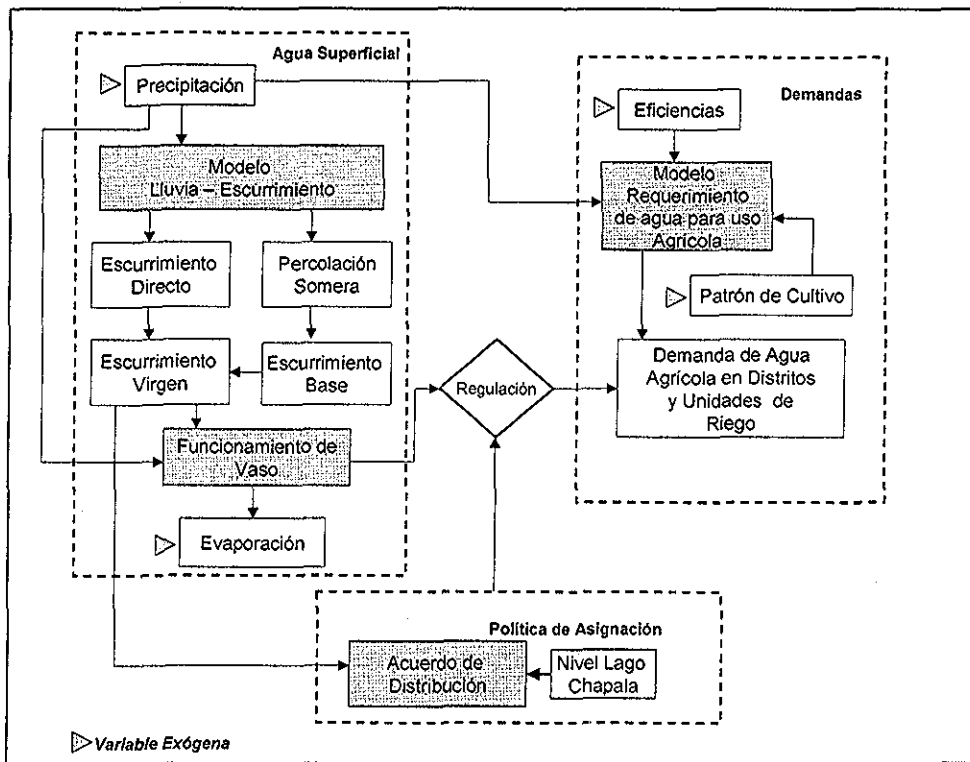 Agua Superficial
Precipitación
Modelo
Lluvia – Escurrimiento
Escurrimiento
Directo
Percolación
Somera
Escurrimiento
Virgen
Escurrimiento
Base
Funcionamiento de
Vaso
Evaporación
Regulación
Demandas
Eficiencias
Modelo
Requerimiento
de agua para uso
Agrícola
Patrón de Cultivo
Demanda de Agua
Agrícola en Distritos
y Unidades de
Riego
Política de Asignación
Acuerdo de
Distribución
Nivel Lago
Chapala
Variable Exógena